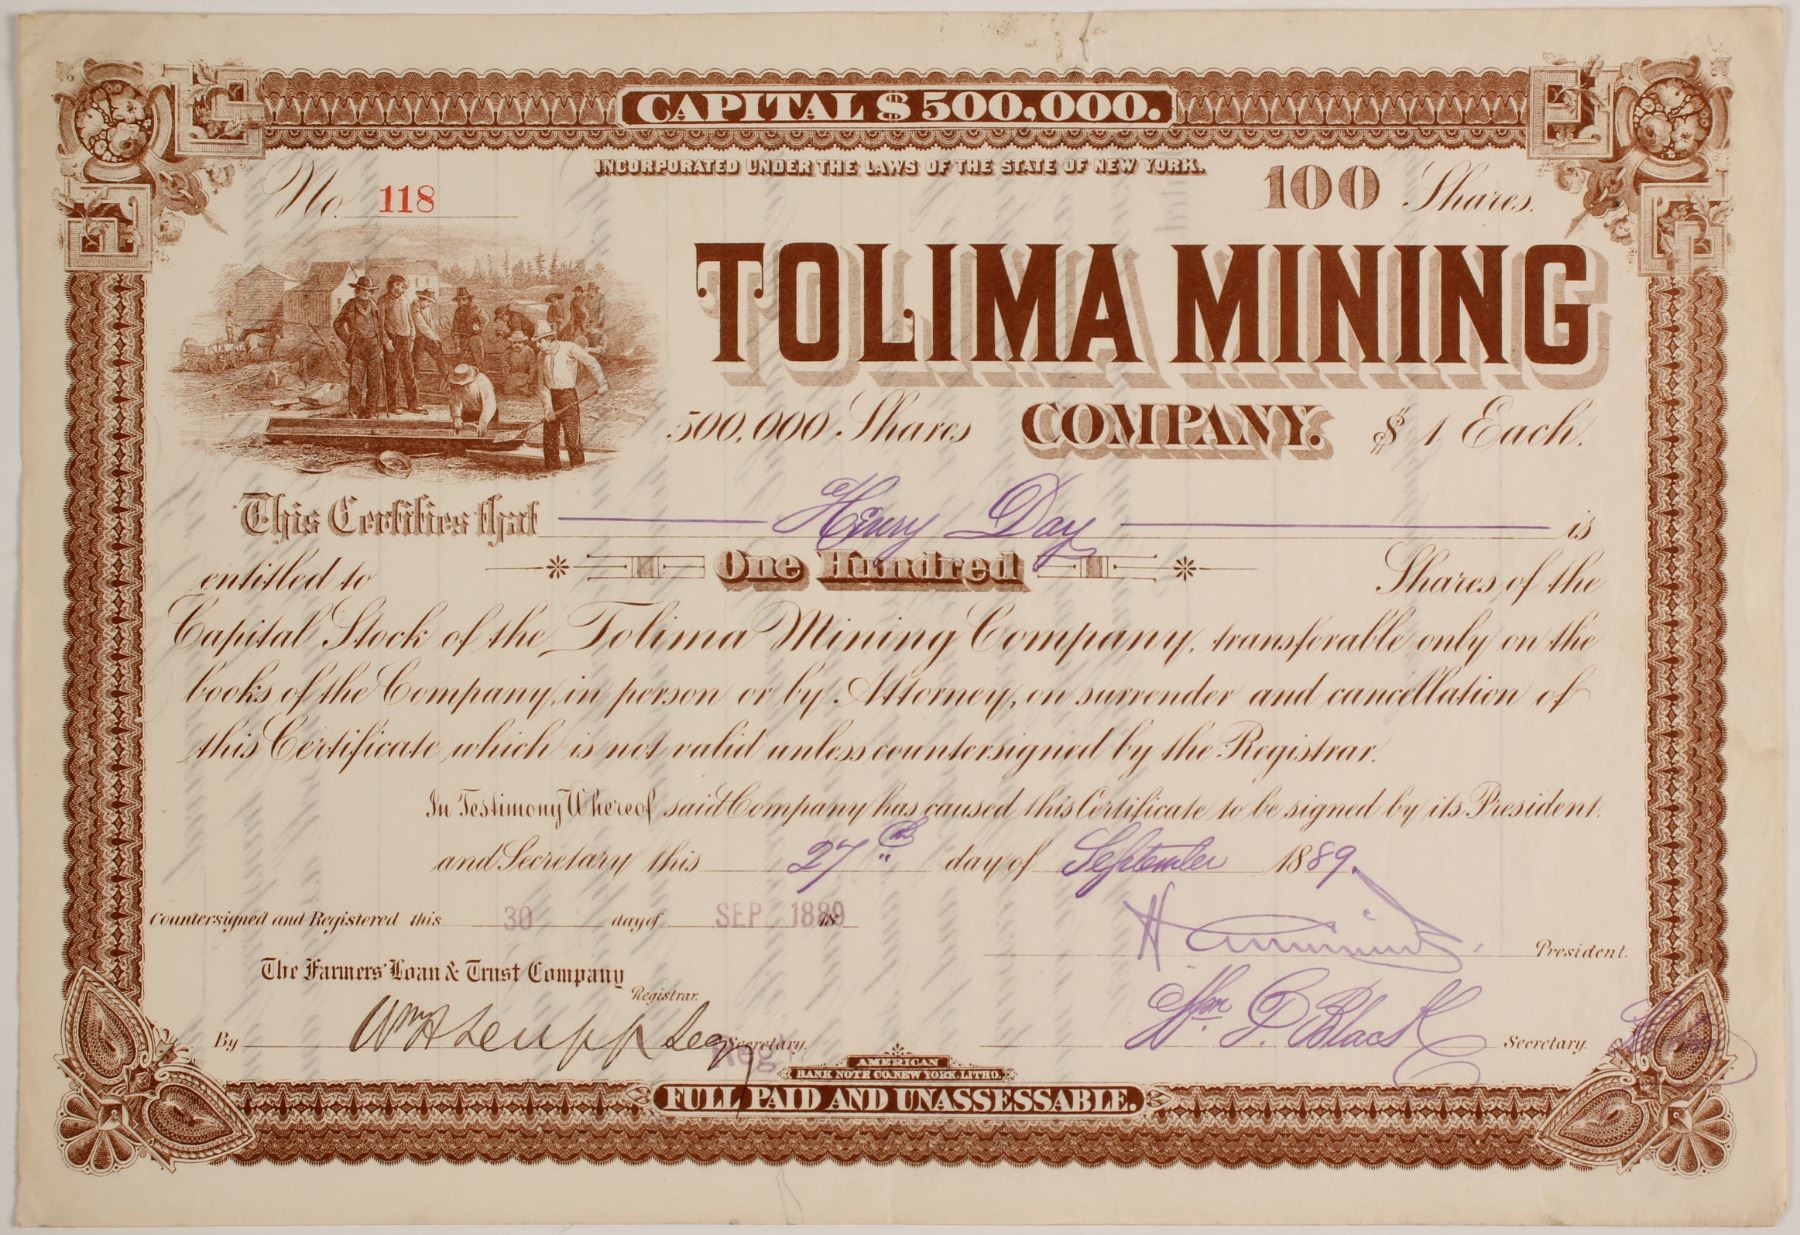 CAPITAL $500,000.
INCORPORATED UNDER THE LAWS OF THE STATE OF NEW YORK.
No. 118
100 Shares.
TOLIMA MINING
500,000 Shares COMPANY. $1 Each.
This Certifies that Henry Day is
entitled to One Hundred Shares of the
Capital Stock of the Tolima Mining Company, transferable only on the
books of the Company, in person or by Attorney, on surrender and cancellation of
this Certificate which is not valid unless countersigned by the Registrar.
In Testimony Whereof said Company has caused this Certificate to be signed by its President
and Secretary this 27th day of September 1889.
Countersigned and Registered this 30 day of SEP 1889
President.
The Farmers' Loan & Trust Company
Registrar.
By Secretary.
Reg
Wm. P. Black Secretary.
AMERICAN
BANK NOTE CO. NEW YORK. LITHO.
FULL PAID AND UNASSESSABLE.